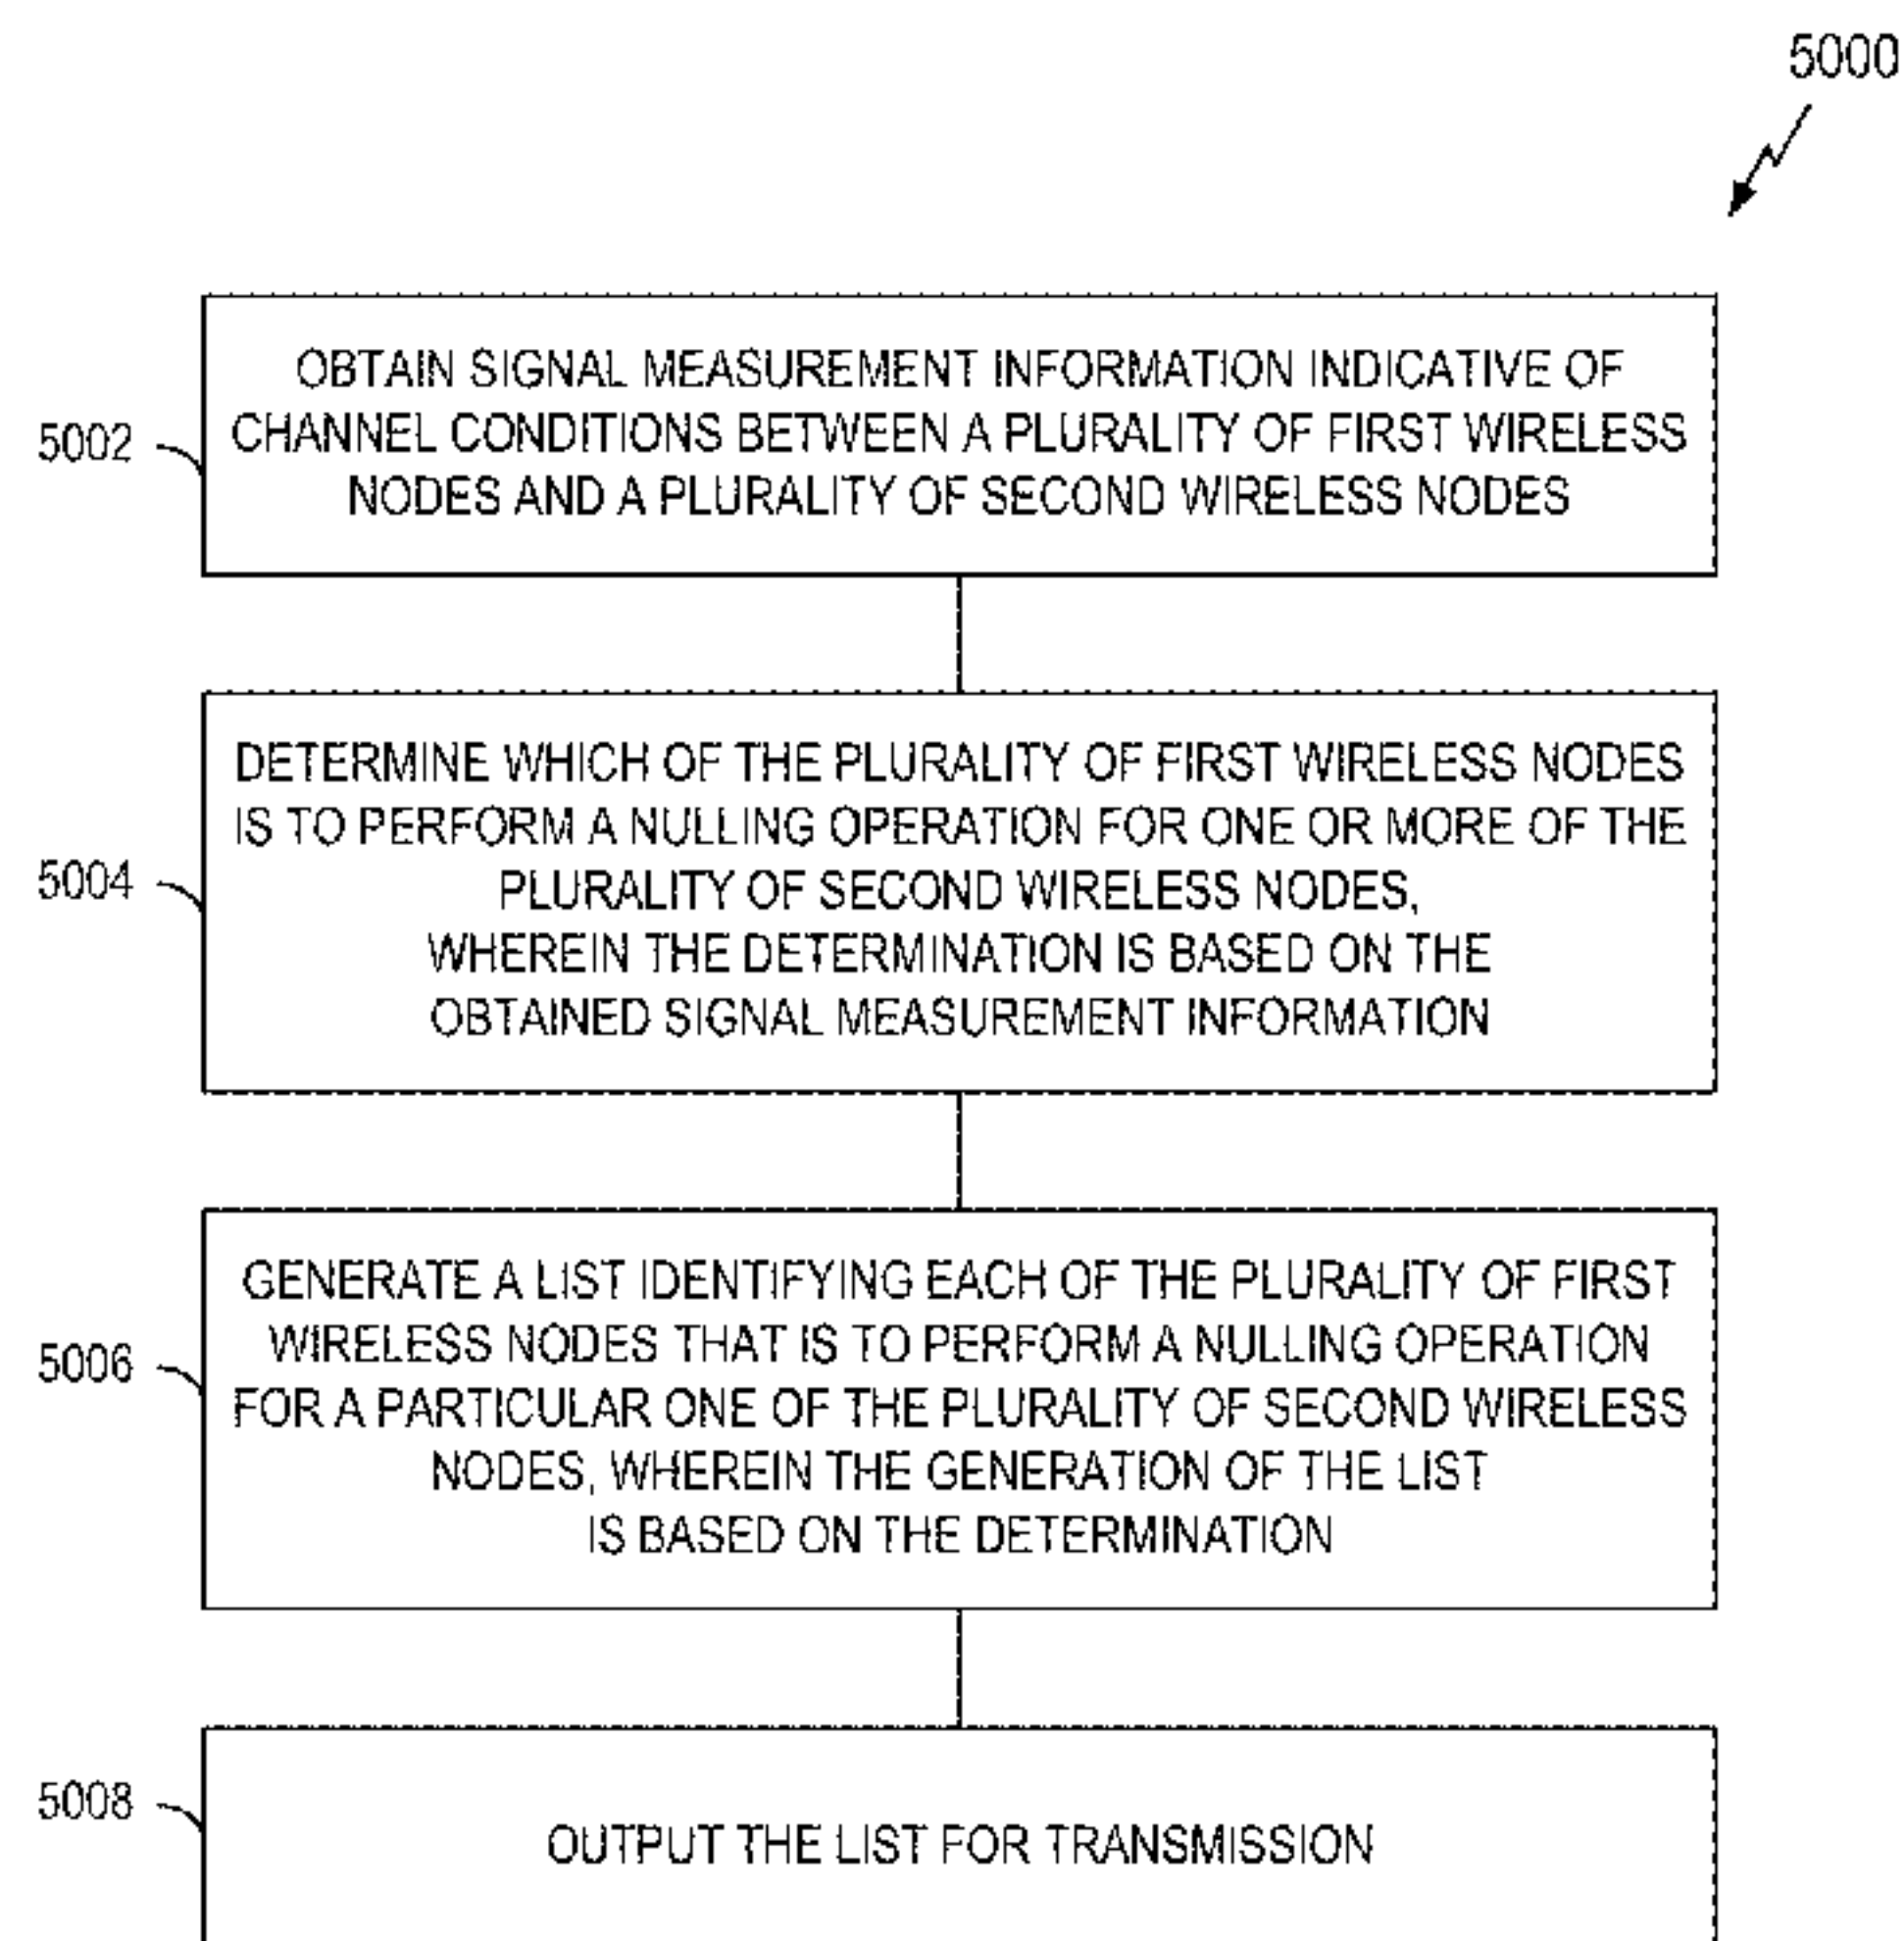 5000
OBTAIN SIGNAL MEASUREMENT INFORMATION INDICATIVE OF
CHANNEL CONDITIONS BETWEEN A PLURALITY OF FIRST WIRELESS
NODES AND A PLURALITY OF SECOND WIRELESS NODES
5002
DETERMINE WHICH OF THE PLURALITY OF FIRST WIRELESS NODES
IS TO PERFORM A NULLING OPERATION FOR ONE OR MORE OF THE
PLURALITY OF SECOND WIRELESS NODES,
WHEREIN THE DETERMINATION IS BASED ON THE
OBTAINED SIGNAL MEASUREMENT INFORMATION
5004
GENERATE A LIST IDENTIFYING EACH OF THE PLURALITY OF FIRST
WIRELESS NODES THAT IS TO PERFORM A NULLING OPERATION
FOR A PARTICULAR ONE OF THE PLURALITY OF SECOND WIRELESS
NODES, WHEREIN THE GENERATION OF THE LIST
IS BASED ON THE DETERMINATION
5006
OUTPUT THE LIST FOR TRANSMISSION
5008